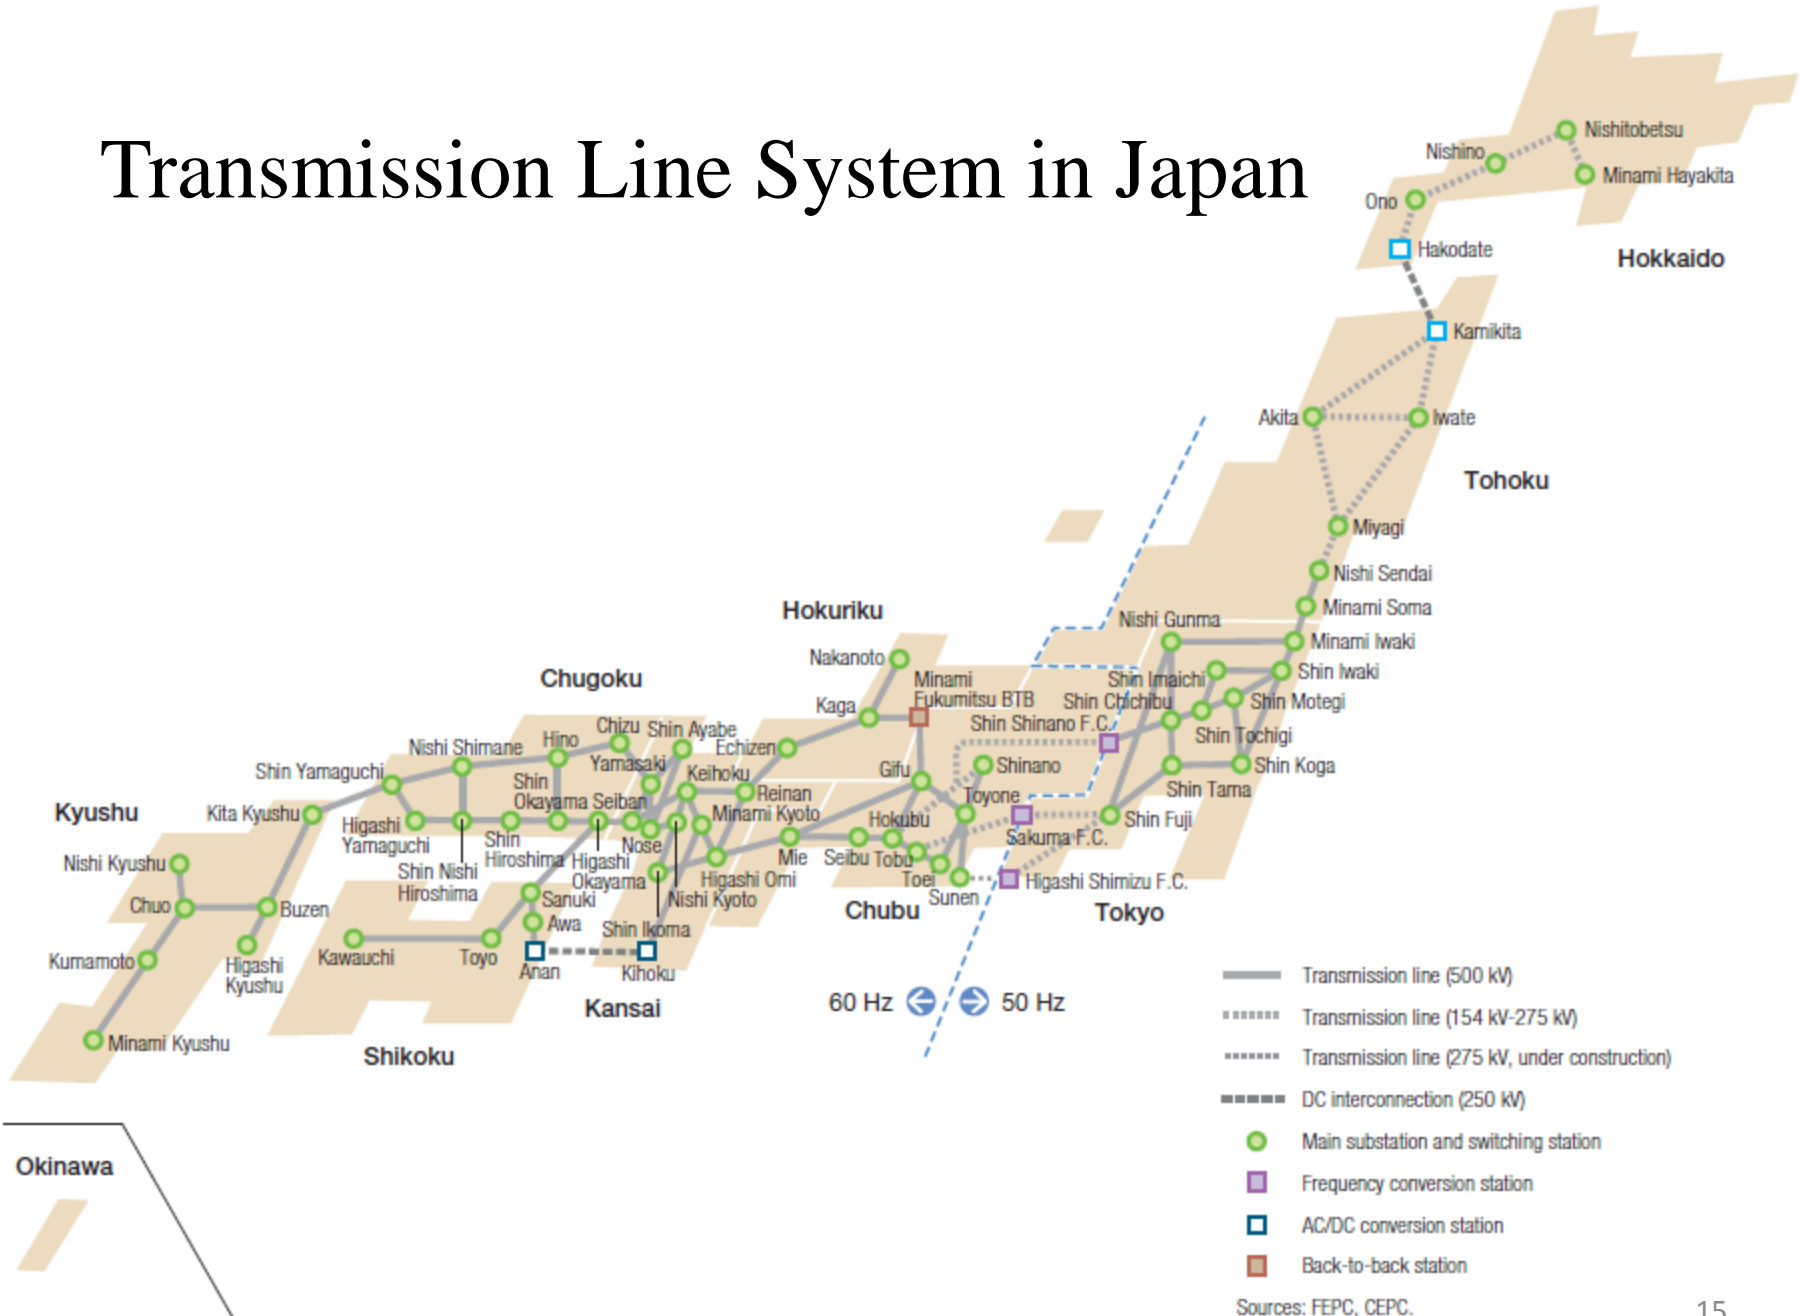 Transmission Line System in Japan
Nishitobetsu
Nishino
Minami Hayakita
Ono
Hakodate
Hokkaido
Kamikita
Akita
Iwate
Tohoku
Miyagi
Nishi Sendai
Minami Soma
Hokuriku
Nishi Gunma
Minami Iwaki
Nakanoto
Minami
Fukumitsu BTB
Shin Imaichi
Shin Iwaki
Chugoku
Kaga
Shin Chichibu
Shin Motegi
Shin Shinano F.C.
Shin Tochigi
Chizu
Shin Ayabe
Echizen
Nishi Shimane
Hino
Yamasaki
Keihoku
Gifu
Shinano
Shin Koga
Shin Yamaguchi
Shin
Okayama
Seiban
Reinan
Toyone
Shin Tama
Kyushu
Kita Kyushu
Minami Kyoto
Hokubu
Shin Fuji
Higashi
Yamaguchi
Shin
Hiroshima
Nose
Sakuma F.C.
Nishi Kyushu
Shin Nishi
Hiroshima
Higashi
Okayama
Mie
Seibu
Tobu
Higashi Omi
Toei
Higashi Shimizu F.C.
Sunen
Nishi Kyoto
Sanuki
Chuo
Buzen
Chubu
Tokyo
Awa
Shin Ikoma
Kumamoto
Higashi
Kyushu
Kawauchi
Toyo
Anan
Kihoku
Kansai
60 Hz
50 Hz
Minami Kyushu
Shikoku
Okinawa
Transmission line (500 kV)
Transmission line (154 kV-275 kV)
Transmission line (275 kV, under construction)
DC interconnection (250 kV)
Main substation and switching station
Frequency conversion station
AC/DC conversion station
Back-to-back station
Sources: FEPC, CEPC.
15